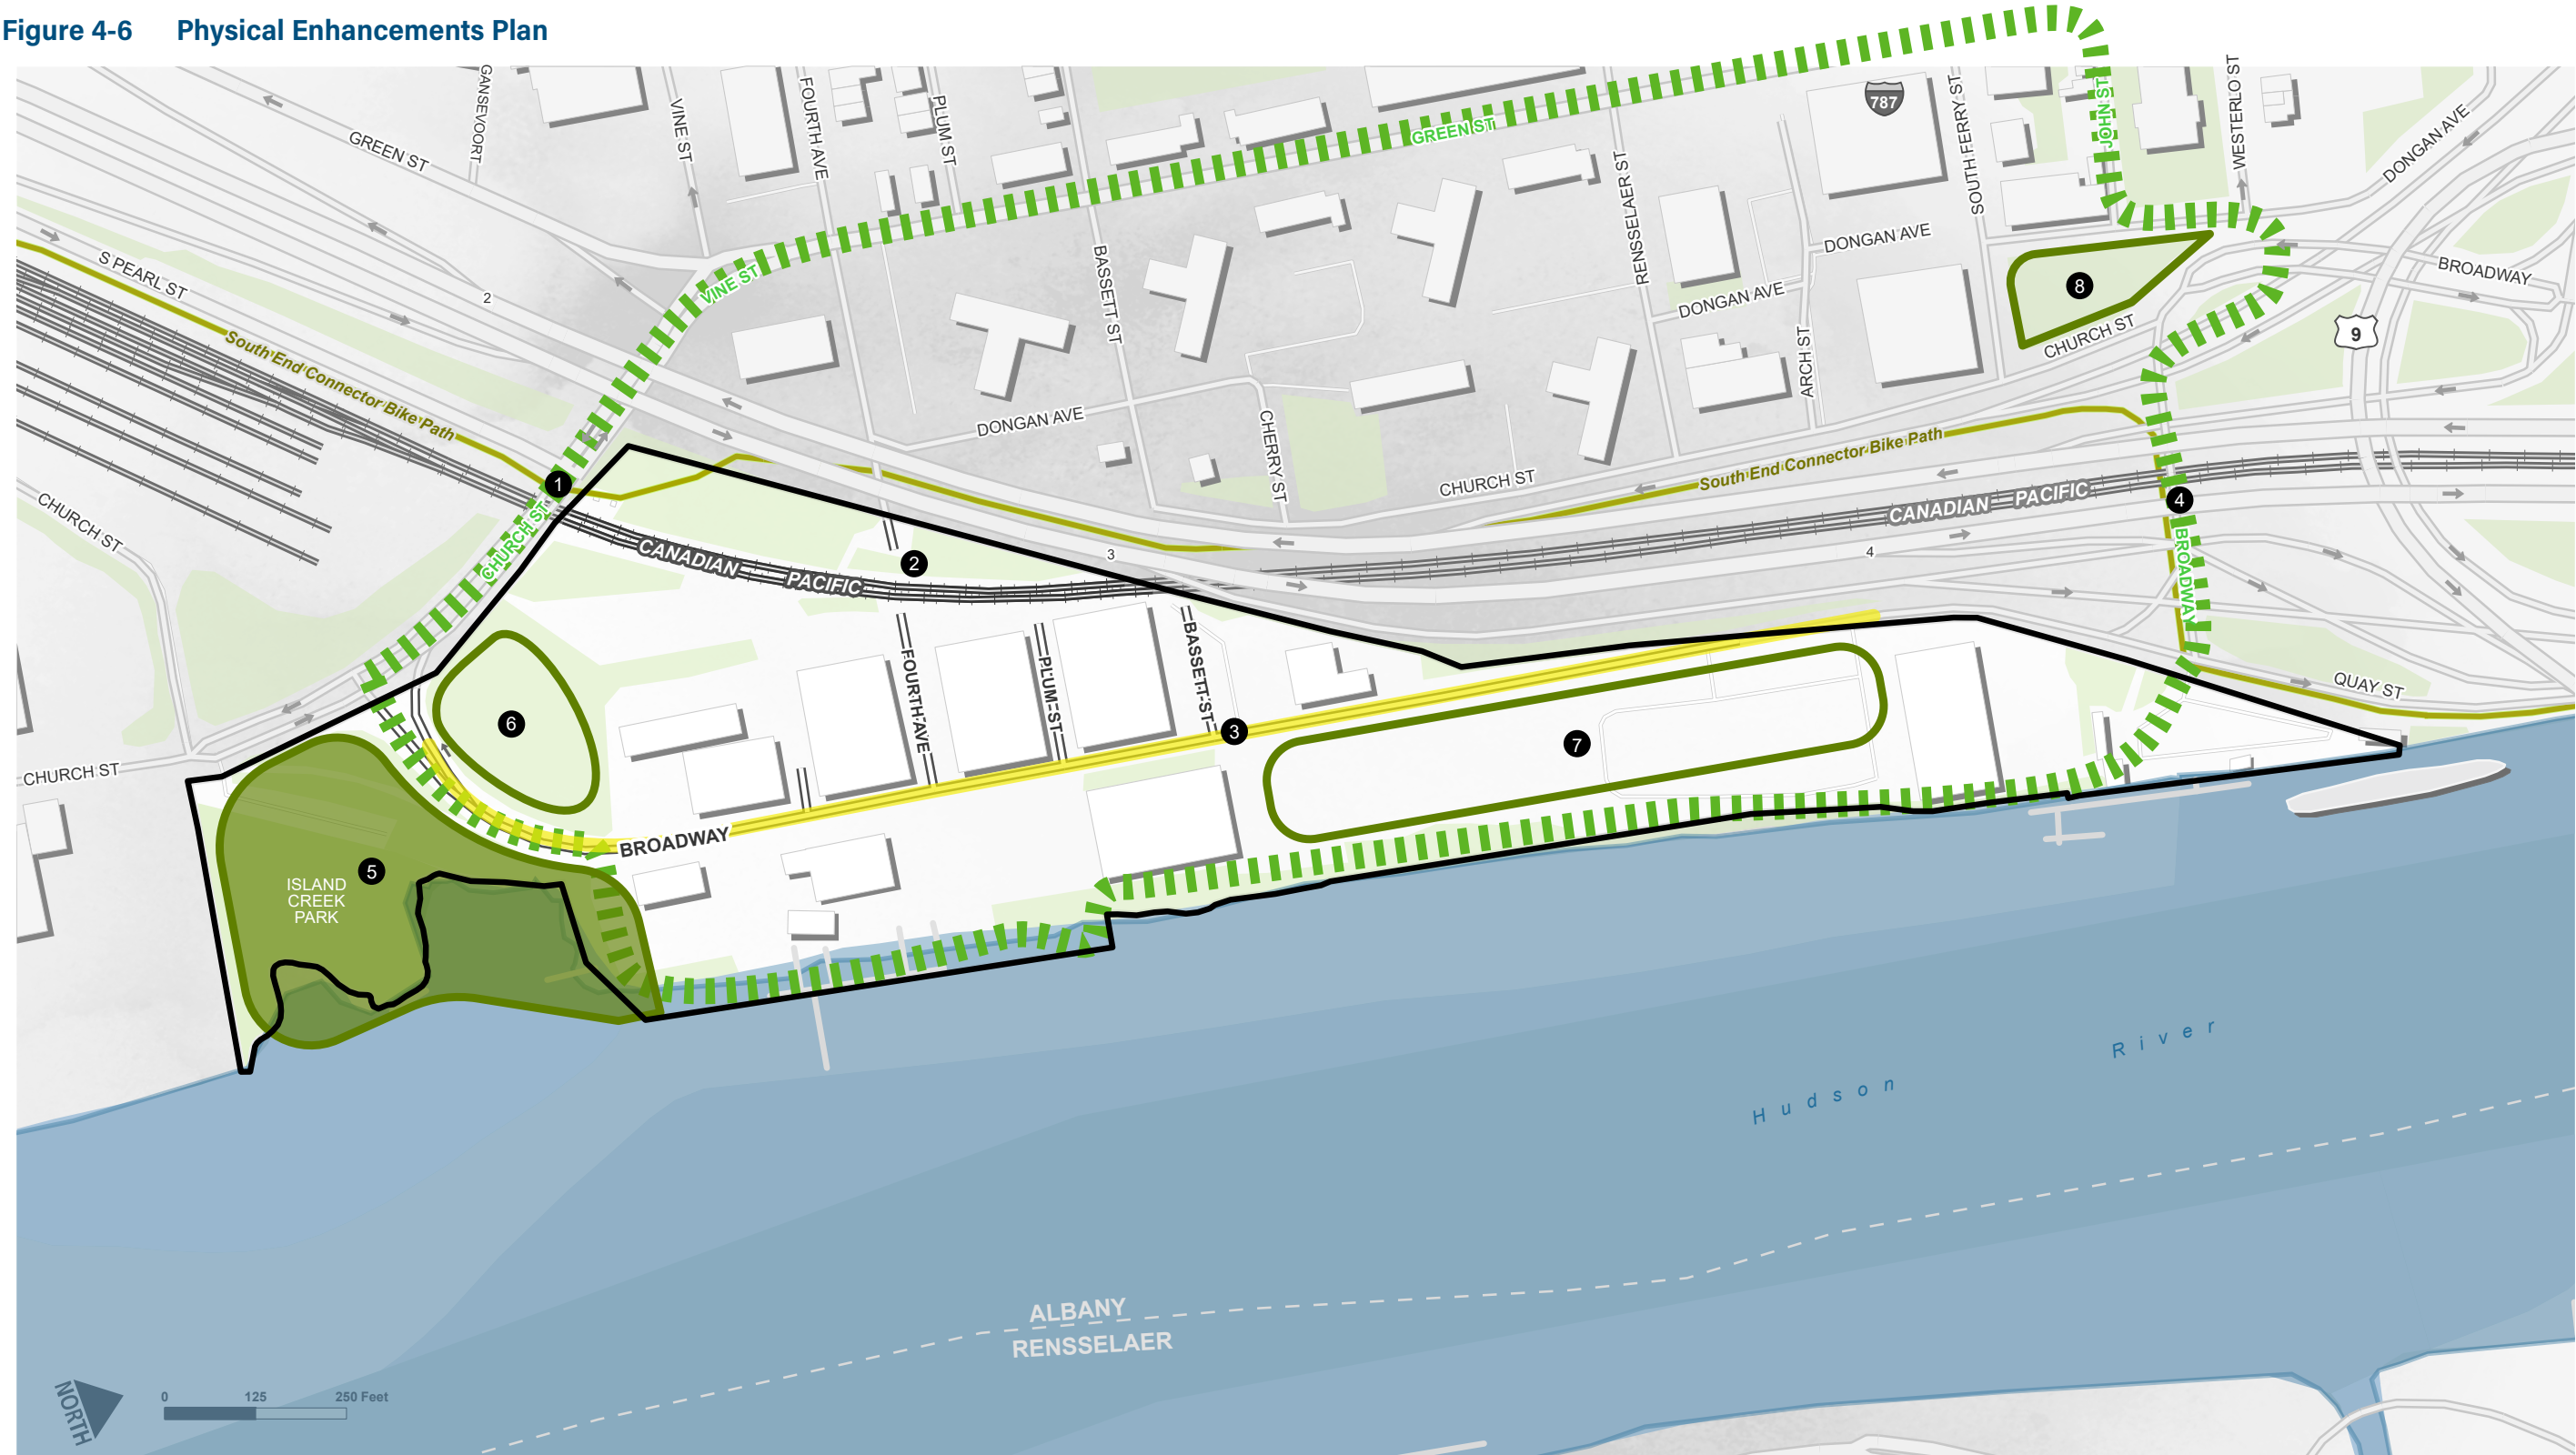 Figure 4-6 Physical Enhancements Plan
GANSEVOORT
GREEN ST
VINE ST
FOURTH AVE
PLUM ST
GREEN ST
787
SOUTH FERRY ST
JOHN ST
WESTERLO ST
DONGAN AVE
RENSSELAER ST
S PEARL ST
2
VINE ST
BASSETT ST
DONGAN AVE
DONGAN AVE
ARCH ST
8
CHURCH ST
BROADWAY
9
South End Connector Bike Path
DONGAN AVE
CHERRY ST
CHURCH ST
South End Connector Bike Path
1
CHURCH ST
CHURCH ST
CANADIAN PACIFIC
2
3
CANADIAN PACIFIC
4
4
BROADWAY
FOURTH AVE
PLUM ST
BASSETT ST
QUAY ST
6
3
7
CHURCH ST
BROADWAY
5
ISLAND
CREEK
PARK
Hudson River
ALBANY
RENSSELAER
NORTH
0 125 250 Feet